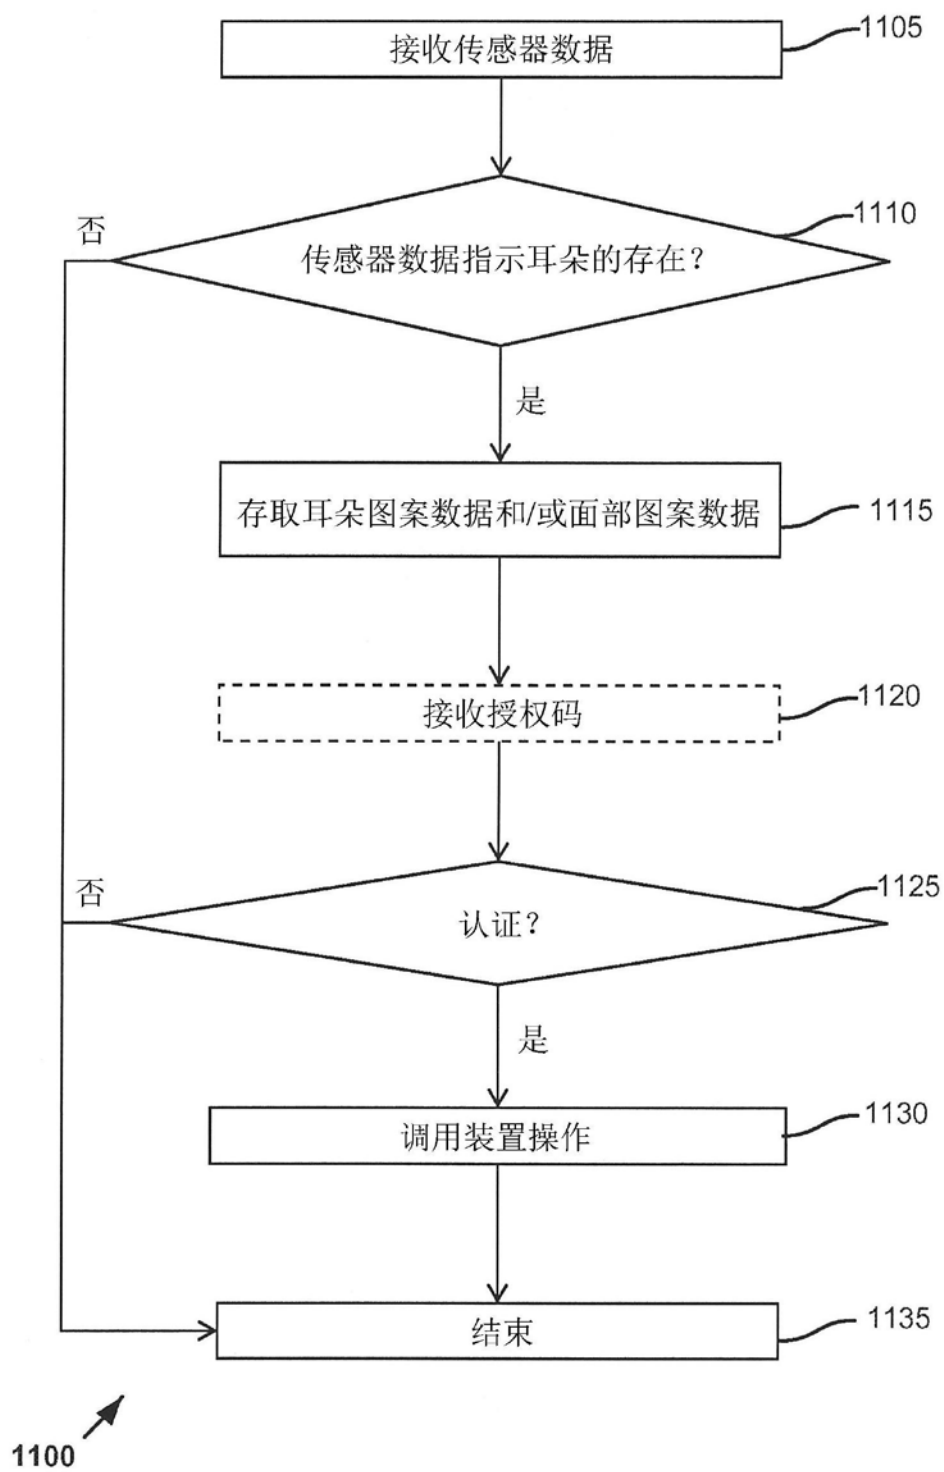 接收传感器数据
1105
1110
否
传感器数据指示耳朵的存在？
是
存取耳朵图案数据和/或面部图案数据
1115
接收授权码
1120
1125
否
认证？
是
调用装置操作
1130
结束
1135
1100